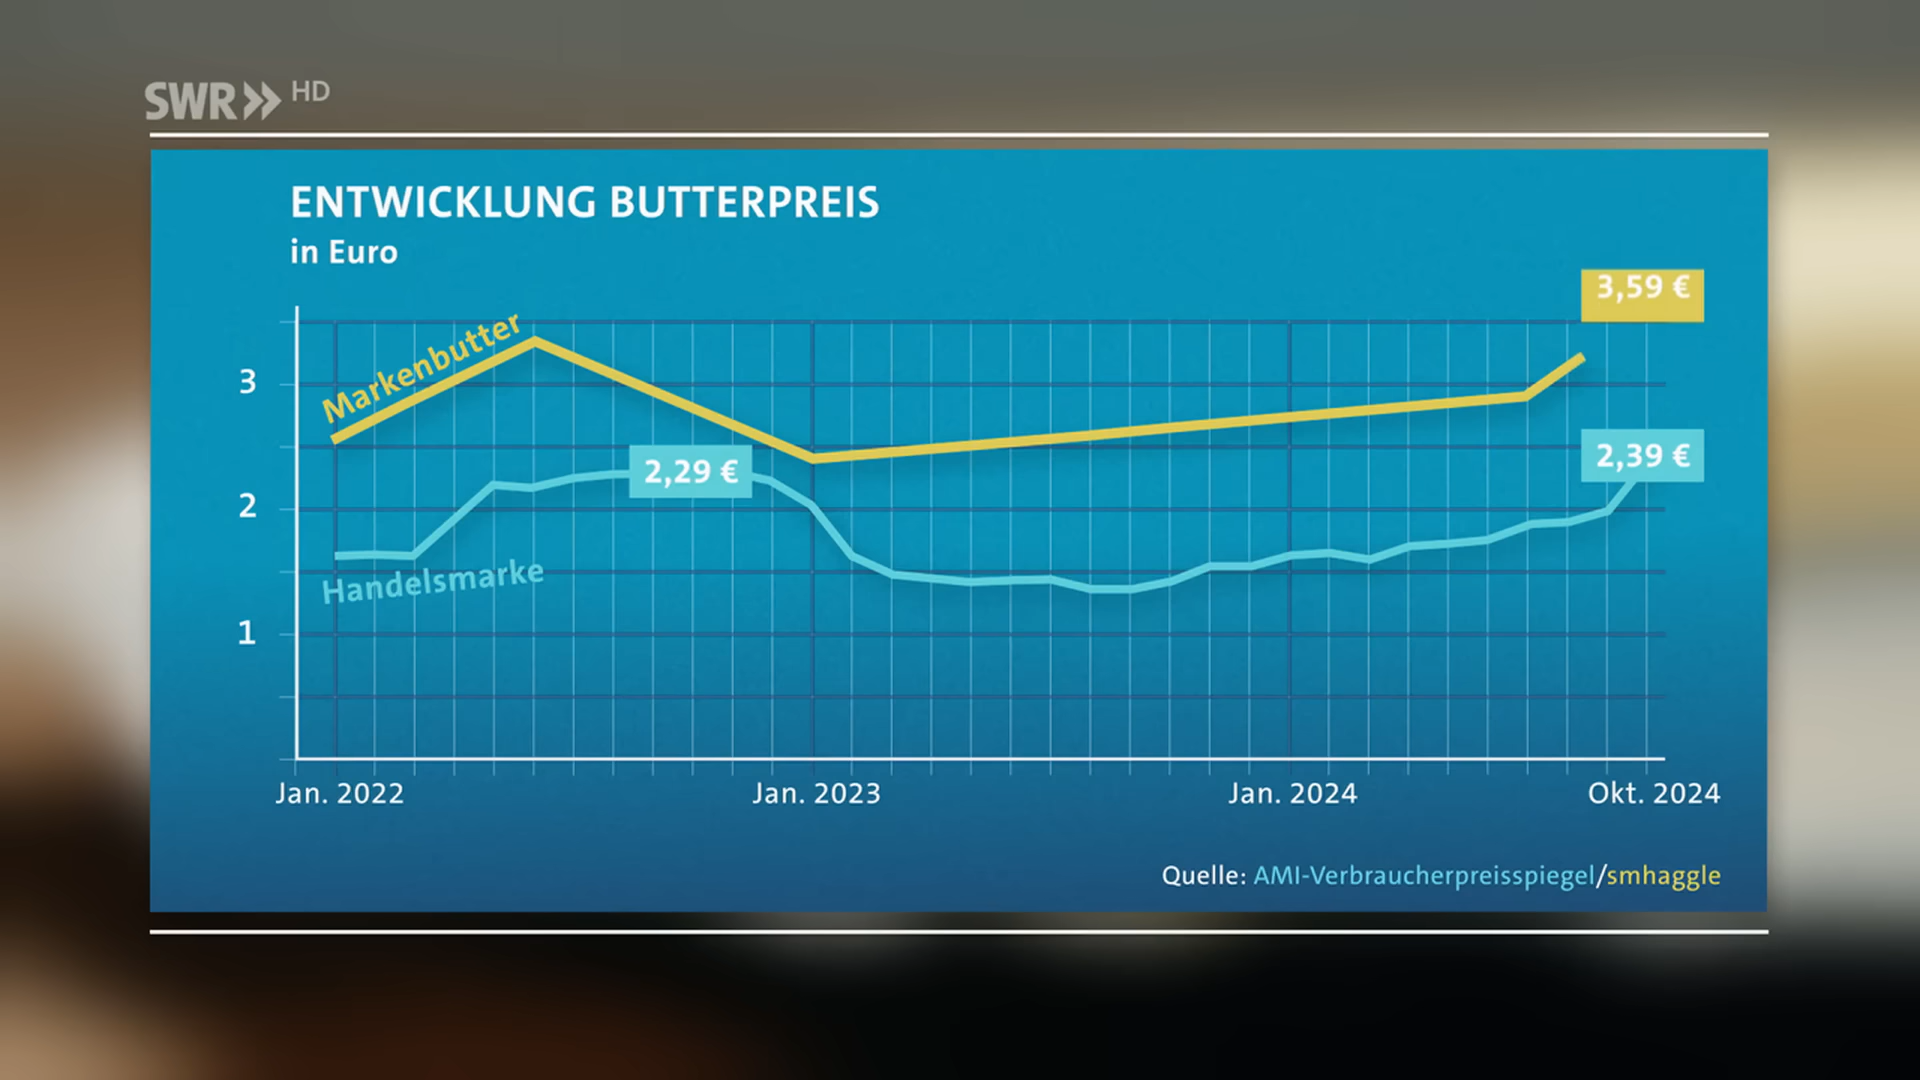 SWR HD
ENTWICKLUNG BUTTERPREIS
in Euro
3,59 €
Markenbutter
3
2,29 €
2,39 €
2
Handelsmarke
1
Jan. 2022 Jan. 2023 Jan. 2024 Okt. 2024
Quelle: AMI-Verbraucherpreisspiegel/smhaggle